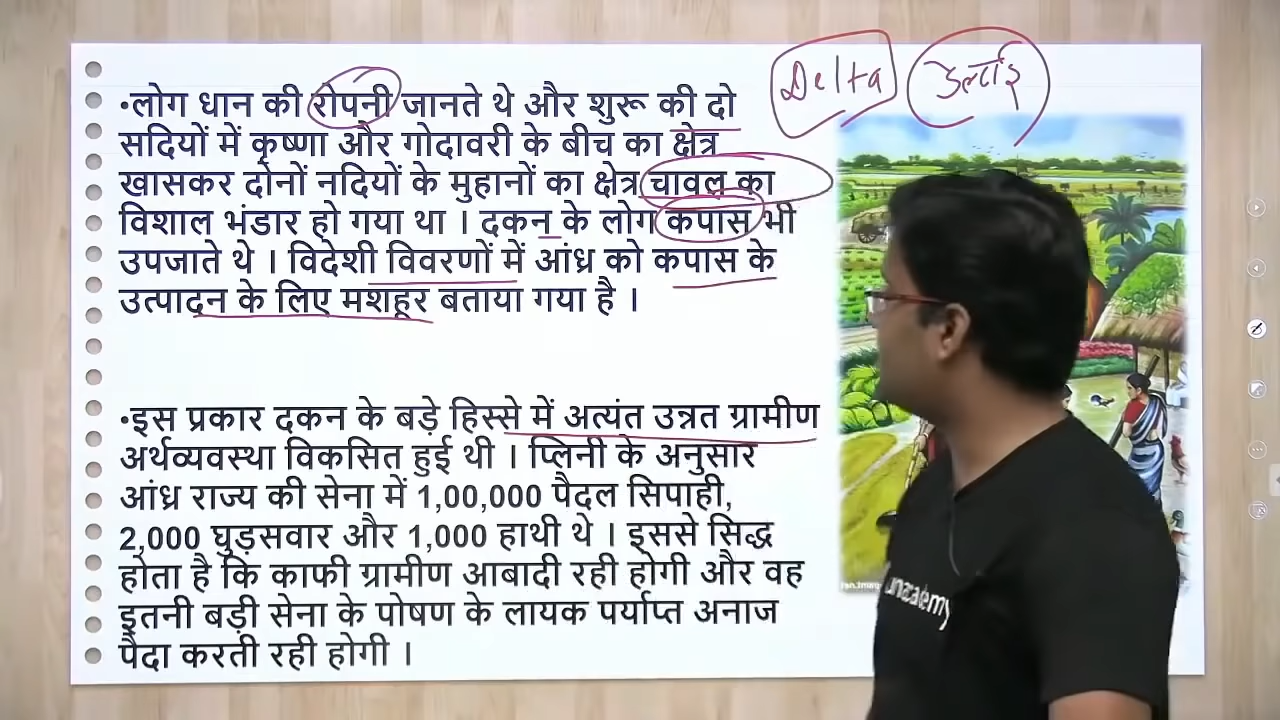 Delta
•लोग धान की रोपनी जानते थे और शुरू की दो
सदियों में कृष्णा और गोदावरी के बीच का क्षेत्र
खासकर दोनों नदियों के मुहानों का क्षेत्र चावल का
विशाल भंडार हो गया था । दकन के लोग कपास भी
उपजाते थे । विदेशी विवरणों में आंध्र को कपास के
उत्पादन के लिए मशहूर बताया गया है ।
•इस प्रकार दकन के बड़े हिस्से में अत्यंत उन्नत ग्रामीण
अर्थव्यवस्था विकसित हुई थी । प्लिनी के अनुसार
आंध्र राज्य की सेना में 1,00,000 पैदल सिपाही,
2,000 घुड़सवार और 1,000 हाथी थे । इससे सिद्ध
होता है कि काफी ग्रामीण आबादी रही होगी और वह
इतनी बड़ी सेना के पोषण के लायक पर्याप्त अनाज
पैदा करती रही होगी ।
unacademy